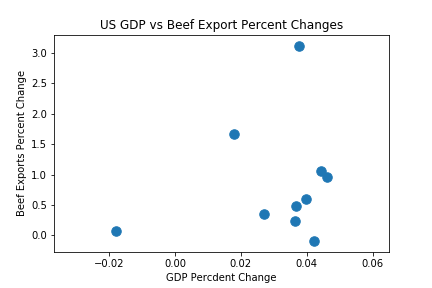 US GDP vs Beef Export Percent Changes
Beef Exports Percent Change
3.0
2.5
2.0
1.5
1.0
0.5
0.0
−0.02 0.00 0.02 0.04 0.06
GDP Percdent Change